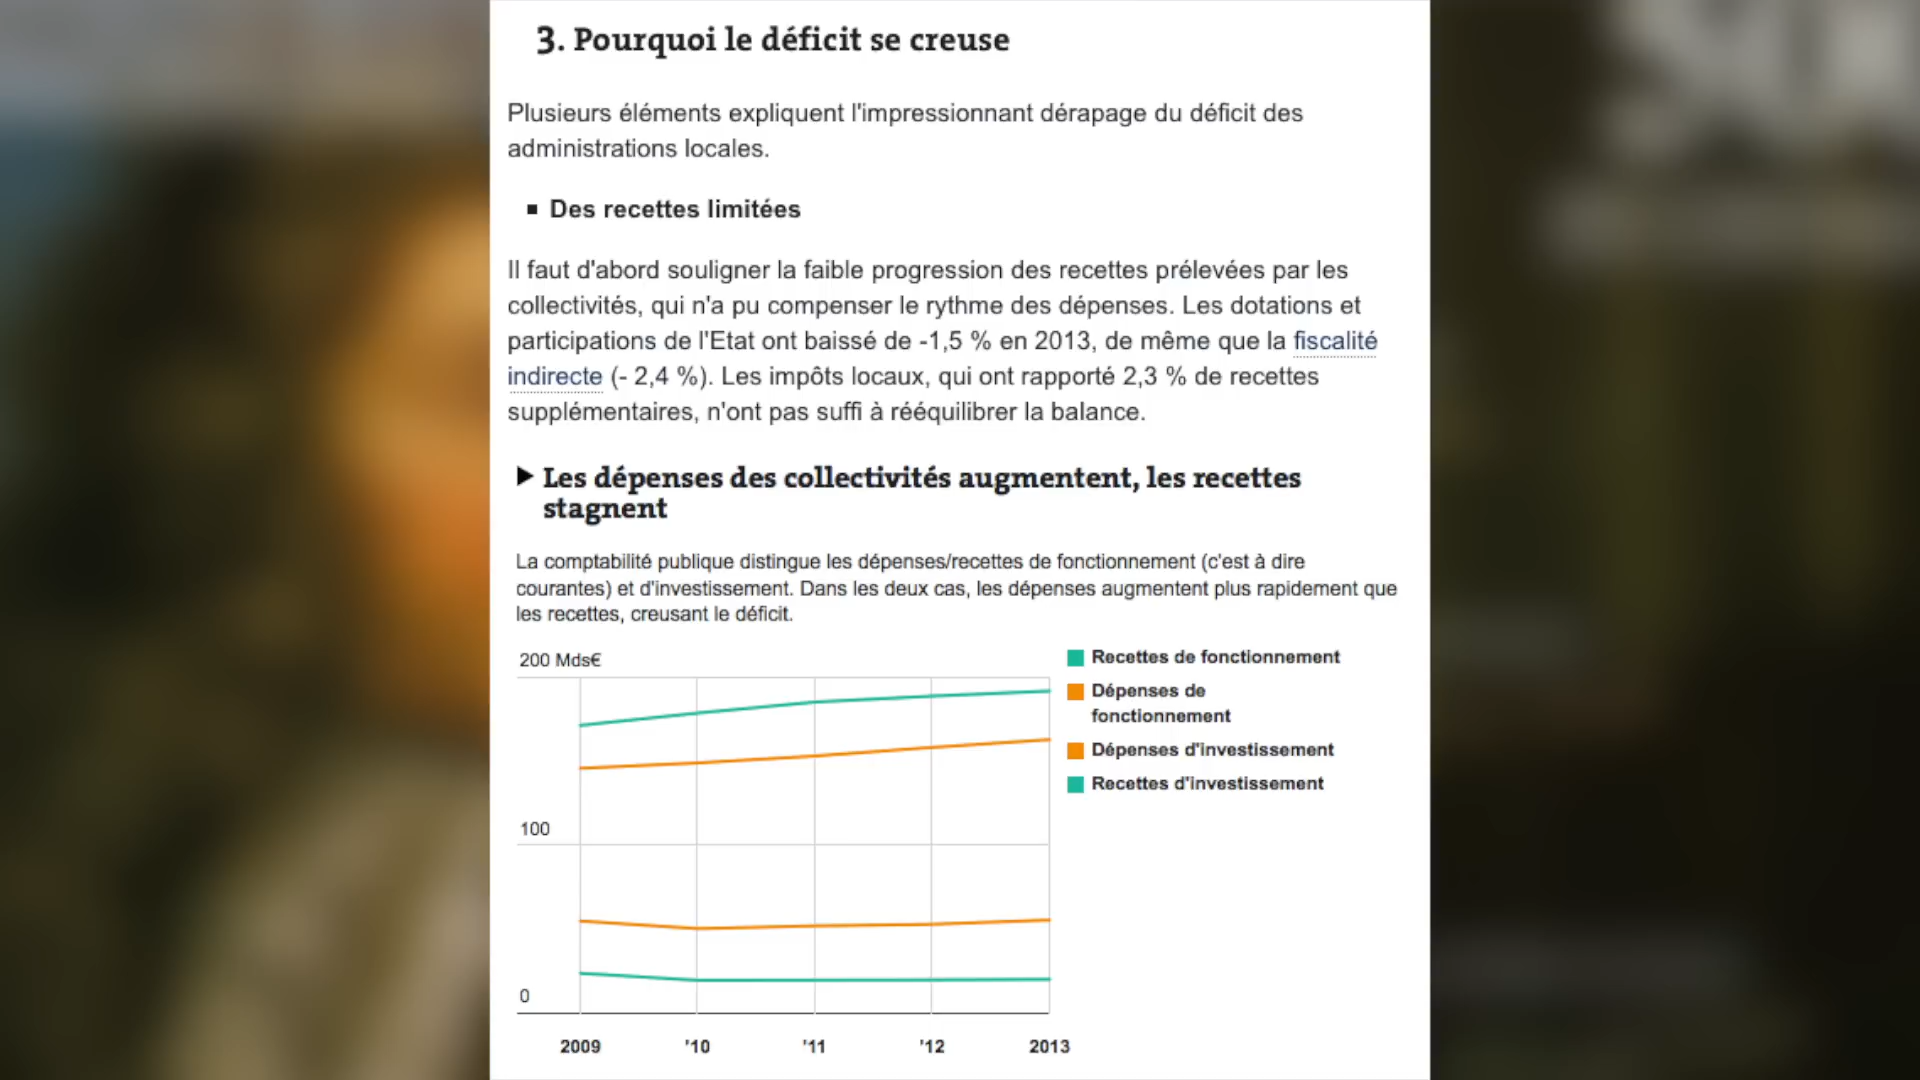 3. Pourquoi le déficit se creuse
Plusieurs éléments expliquent l'impressionnant dérapage du déficit des
administrations locales.
▪ Des recettes limitées
Il faut d'abord souligner la faible progression des recettes prélevées par les
collectivités, qui n'a pu compenser le rythme des dépenses. Les dotations et
participations de l'Etat ont baissé de -1,5 % en 2013, de même que la fiscalité
indirecte (- 2,4 %). Les impôts locaux, qui ont rapporté 2,3 % de recettes
supplémentaires, n'ont pas suffi à rééquilibrer la balance.
► Les dépenses des collectivités augmentent, les recettes
stagnent
La comptabilité publique distingue les dépenses/recettes de fonctionnement (c'est à dire
courantes) et d'investissement. Dans les deux cas, les dépenses augmentent plus rapidement que
les recettes, creusant le déficit.
200 Mds€
100
0
2009 '10 '11 '12 2013
Recettes de fonctionnement
Dépenses de
fonctionnement
Dépenses d'investissement
Recettes d'investissement